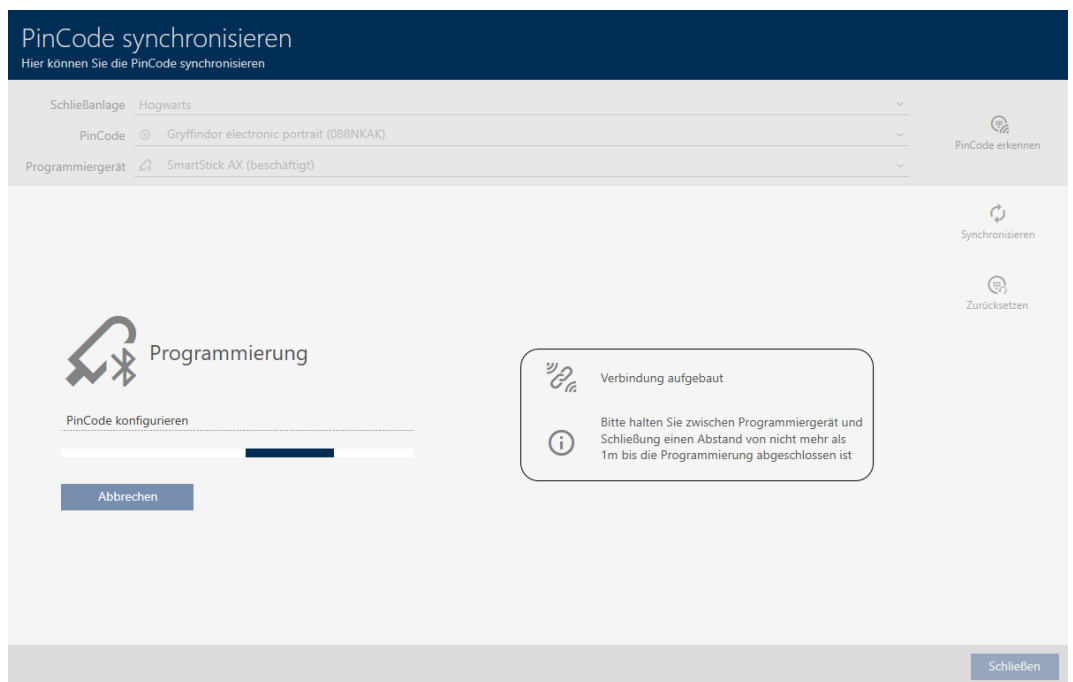 PinCode synchronisieren
Hier können Sie die PinCode synchronisieren
Schließanlage Hogwarts
PinCode Gryffindor electronic portrait (088NKAK)
Programmiergerät SmartStick AX (beschäftigt)
PinCode erkennen
Synchronisieren
Zurücksetzen
Programmierung
PinCode konfigurieren
Abbrechen
Verbindung aufgebaut
Bitte halten Sie zwischen Programmiergerät und
Schließung einen Abstand von nicht mehr als
1m bis die Programmierung abgeschlossen ist
Schließen